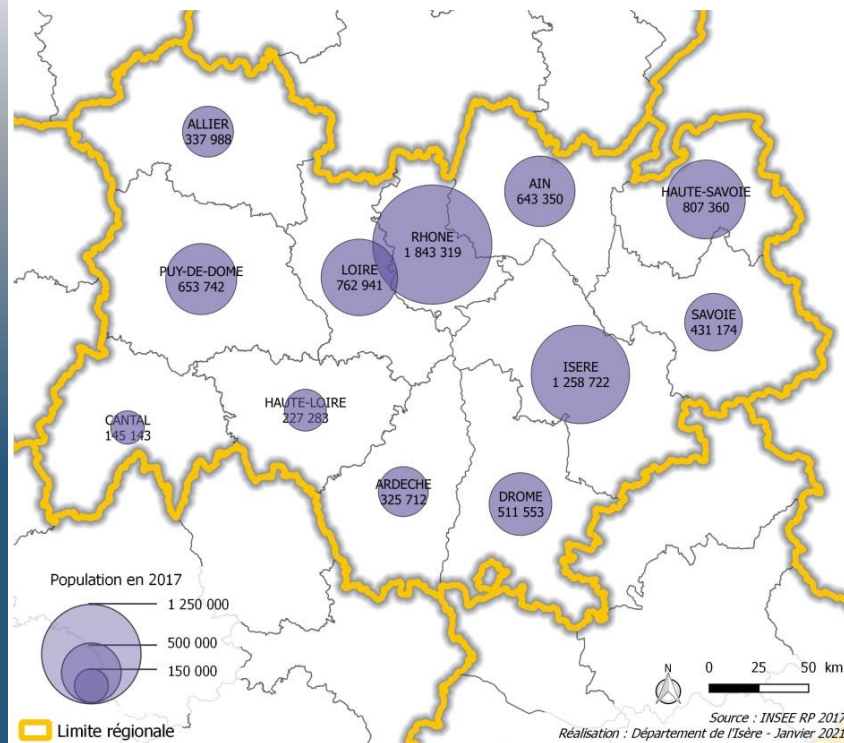 ALLIER
337 988
AIN
643 350
HAUTE-SAVOIE
807 360
RHONE
1 843 319
PUY-DE-DOME
653 742
LOIRE
762 941
SAVOIE
431 174
ISERE
1 258 722
HAUTE-LOIRE
227 283
CANTAL
145 143
ARDECHE
325 712
DROME
511 553
Population en 2017
1 250 000
500 000
150 000
Limite régionale
N
0 25 50 km
Source : INSEE RP 2017
Réalisation : Département de l'Isère - Janvier 2021